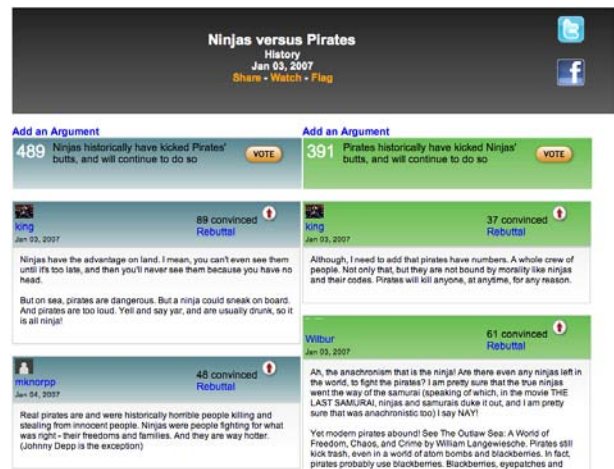 Ninjas versus Pirates
History
Jan 03, 2007
Share - Watch - Flag
Add an Argument
489 Ninjas historically have kicked Pirates'
butts, and will continue to do so
VOTE
Add an Argument
391 Pirates historically have kicked Ninjas'
butts, and will continue to do so
VOTE
king
Jan 03, 2007
89 convinced
Rebuttal
Ninjas have the advantage on land. I mean, you can't even see them
until it's too late, and then you'll never see them because you have no
head.
But on sea, pirates are dangerous. But a ninja could sneak on board.
And pirates are too loud. Yell and say yar, and are usually drunk, so it
is all ninja!
mknorpp
Jan 04, 2007
48 convinced
Rebuttal
Real pirates are and were historically horrible people killing and
stealing from innocent people. Ninjas were people fighting for what
was right - their freedoms and families. And they are way hotter.
(Johnny Depp is the exception)
king
Jan 03, 2007
37 convinced
Rebuttal
Although, I need to add that pirates have numbers. A whole crew of
people. Not only that, but they are not bound by morality like ninjas
and their codes. Pirates will kill anyone, at anytime, for any reason.
Wilbur
Jan 03, 2007
61 convinced
Rebuttal
Ah, the anachronism that is the ninja! Are there even any ninjas left in
the world, to fight the pirates? I am pretty sure that the true ninjas
went the way of the samurai (speaking of which, in the movie THE
LAST SAMURAI, ninjas and samurais duke it out, and I am pretty
sure that was anachronistic too) I say NAY!
Yet modern pirates abound! See The Outlaw Sea: A World of
Freedom, Chaos, and Crime by William Langewiesche. Pirates still
kick trash, even in a world of atom bombs and blackberries. In fact,
pirates probably use blackberries. Blackberries, eyepatches and